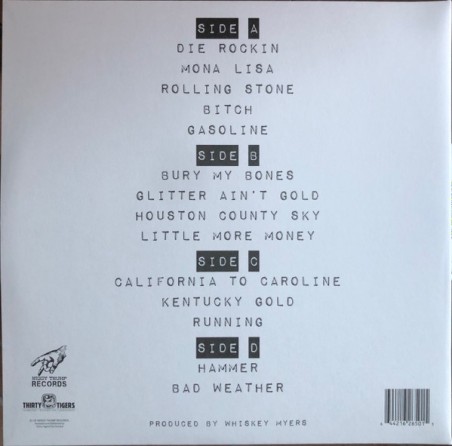 SIDE A
DIE ROCKIN
MONA LISA
ROLLING STONE
BITCH
GASOLINE
SIDE B
BURY MY BONES
GLITTER AIN'T GOLD
HOUSTON COUNTY SKY
LITTLE MORE MONEY
SIDE C
CALIFORNIA TO CAROLINE
KENTUCKY GOLD
RUNNING
SIDE D
HAMMER
BAD WEATHER
WIGGY THUMP
RECORDS
THIRTY TIGERS
PRODUCED BY WHISKEY MYERS